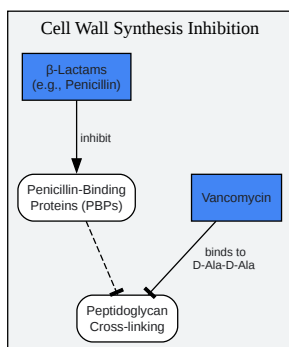 Cell Wall Synthesis Inhibition
β-Lactams
(e.g., Penicillin)
inhibit
Penicillin-Binding
Proteins (PBPs)
Vancomycin
binds to
D-Ala-D-Ala
Peptidoglycan
Cross-linking